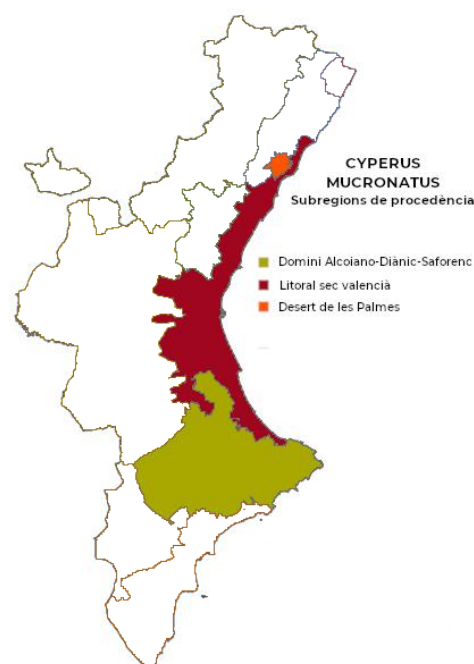 CYPERUS
MUCRONATUS
Subregions de procedència
Domini Alcoiano-Diànic-Saforenc
Litoral sec valencià
Desert de les Palmes